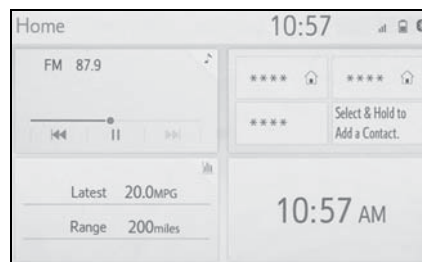 Home 10:57
FM 87.9
**** ****
**** Select & Hold to
Add a Contact.
Latest 20.0MPG
Range 200miles
10:57 AM